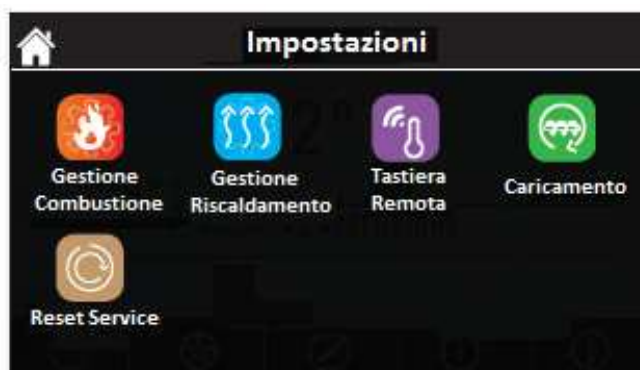 Impostazioni
Gestione
Combustione
Gestione
Riscaldamento
Tastiera
Remota
Caricamento
Reset Service